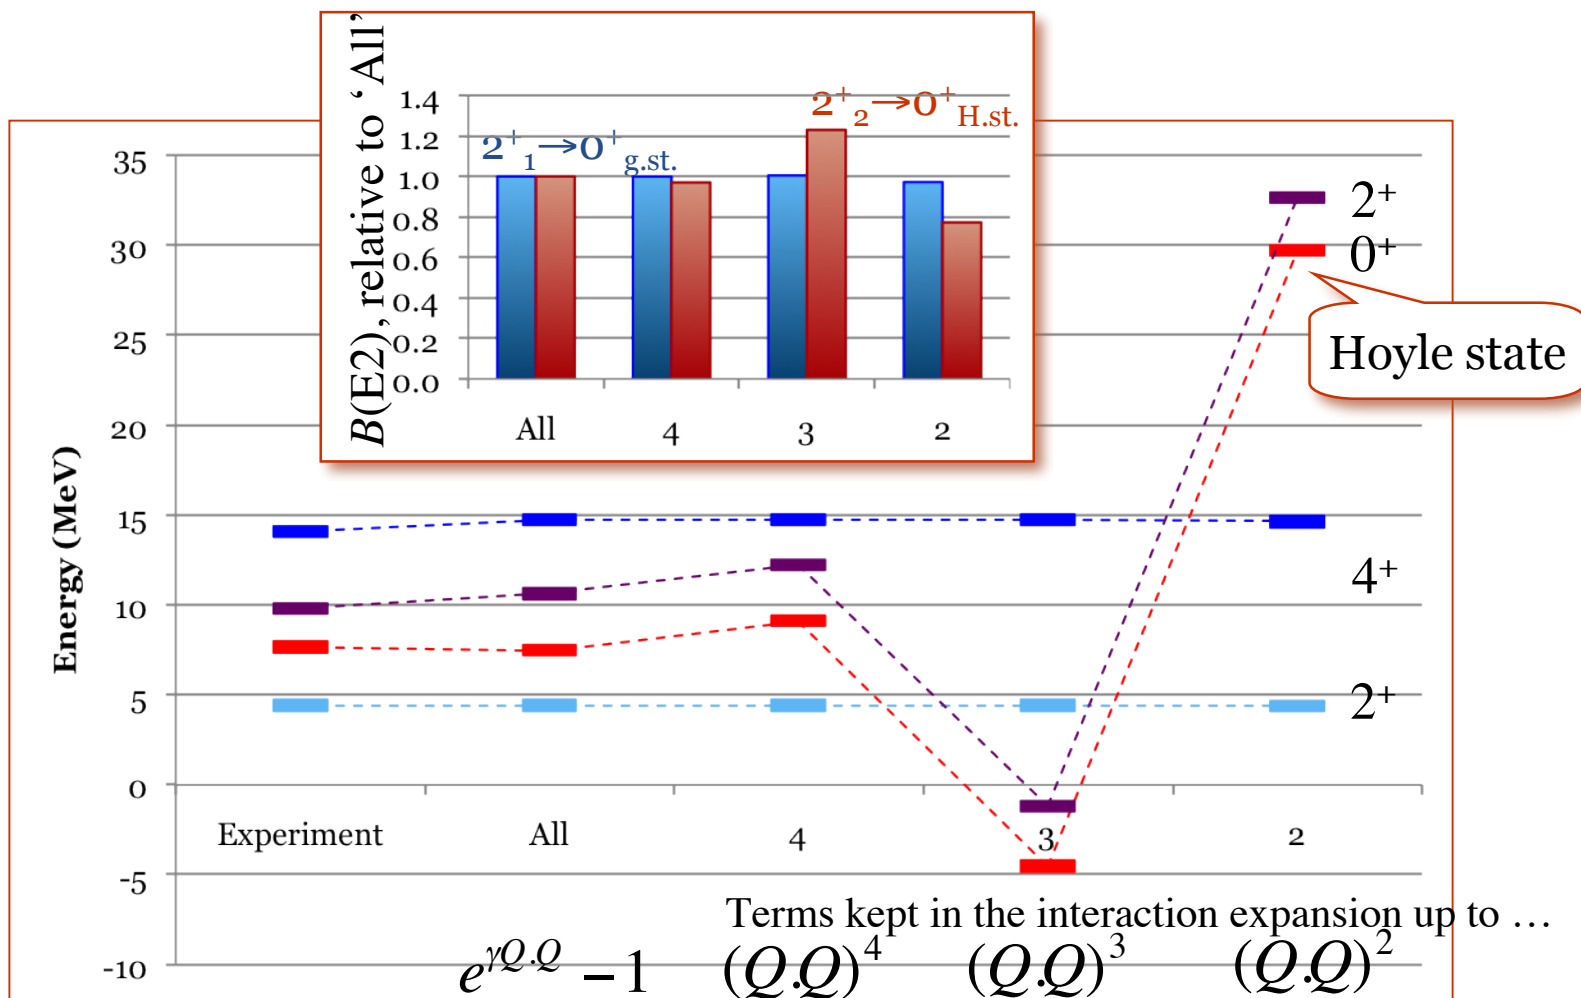 B(E2), relative to ‘All’
1.4
1.2
1.0
0.8
0.6
0.4
0.2
0.0
2⁺₁→0⁺g.st.
2⁺₂→0⁺H.st.
All 4 3 2
Energy (MeV)
35
30
25
20
15
10
5
0
-5
-10
2⁺
0⁺
Hoyle state
4⁺
2⁺
Experiment All 4 3 2
Terms kept in the interaction expansion up to ...
e^{γQ.Q} – 1 (Q.Q)⁴ (Q.Q)³ (Q.Q)²